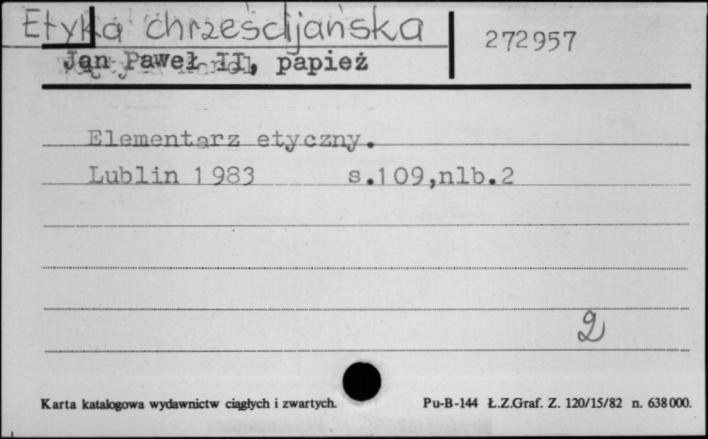 Etyka chrześcijańska
272957
Jan Paweł II, papież
Elementarz etyczny.
Lublin 1983 s.109,nlb.2
2
Karta katalogowa wydawnictw ciągłych i zwartych. Pu-B-144 Ł.Z.Graf. Z. 120/15/82 n. 638000.